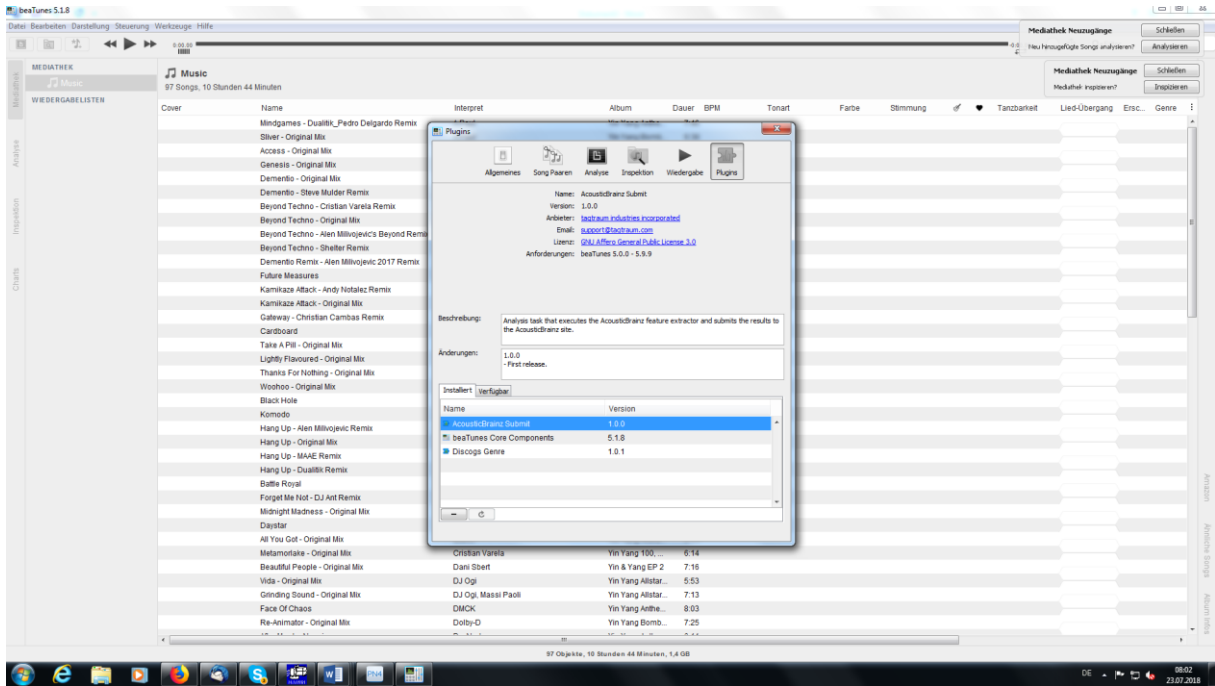 beaTunes 5.1.8
Datei Bearbeiten Darstellung Steuerung Werkzeuge Hilfe
0:00.00
Mediathek Neuzugänge Schließen
Neu hinzugefügte Songs analysieren? Analysieren
Mediathek Neuzugänge Schließen
Mediathek inspizieren? Inspizieren
MEDIATHEK
Music
WIEDERGABELISTEN
Mediathek
Analyse
Inspektion
Charts
Music
97 Songs, 10 Stunden 44 Minuten
Cover Name Interpret Album Dauer BPM Tonart Farbe Stimmung Tanzbarkeit Lied-Übergang Ersc... Genre
Mindgames - Dualitik_Pedro Delgardo Remix
Sliver - Original Mix
Access - Original Mix
Genesis - Original Mix
Dementio - Original Mix
Dementio - Steve Mulder Remix
Beyond Techno - Cristian Varela Remix
Beyond Techno - Original Mix
Beyond Techno - Alen Milivojevic's Beyond Remi
Beyond Techno - Shelter Remix
Dementio Remix - Alen Milivojevic 2017 Remix
Future Measures
Kamikaze Attack - Andy Notalez Remix
Kamikaze Attack - Original Mix
Gateway - Christian Cambas Remix
Cardboard
Take A Pill - Original Mix
Lightly Flavoured - Original Mix
Thanks For Nothing - Original Mix
Woohoo - Original Mix
Black Hole
Komodo
Hang Up - Alen Milivojevic Remix
Hang Up - Original Mix
Hang Up - MAAE Remix
Hang Up - Dualitik Remix
Battle Royal
Forget Me Not - DJ Ant Remix
Midnight Madness - Original Mix
Daystar
All You Got - Original Mix
Metamorlake - Original Mix Cristian Varela Yin Yang 100, ... 6:14
Beautiful People - Original Mix Dani Sbert Yin & Yang EP 2 7:16
Vida - Original Mix DJ Ogi Yin Yang Allstar... 5:53
Grinding Sound - Original Mix DJ Ogi, Massi Paoli Yin Yang Allstar... 7:13
Face Of Chaos DMCK Yin Yang Anthe... 8:03
Re-Animator - Original Mix Dolby-D Yin Yang Bomb... 7:25
Plugins
Allgemeines Song Paaren Analyse Inspektion Wiedergabe Plugins
Name: AcousticBrainz Submit
Version: 1.0.0
Anbieter: tagtraum industries incorporated
Email: support@tagtraum.com
Lizenz: GNU Affero General Public License 3.0
Anforderungen: beaTunes 5.0.0 - 5.9.9
Beschreibung: Analysis task that executes the AcousticBrainz feature extractor and submits the results to
the AcousticBrainz site.
Änderungen: 1.0.0
- First release.
Installiert Verfügbar
Name Version
AcousticBrainz Submit 1.0.0
beaTunes Core Components 5.1.8
Discogs Genre 1.0.1
Amazon
Ähnliche Songs
Album Infos
97 Objekte, 10 Stunden 44 Minuten, 1,4 GB
PN4
DE
08:02
23.07.2018